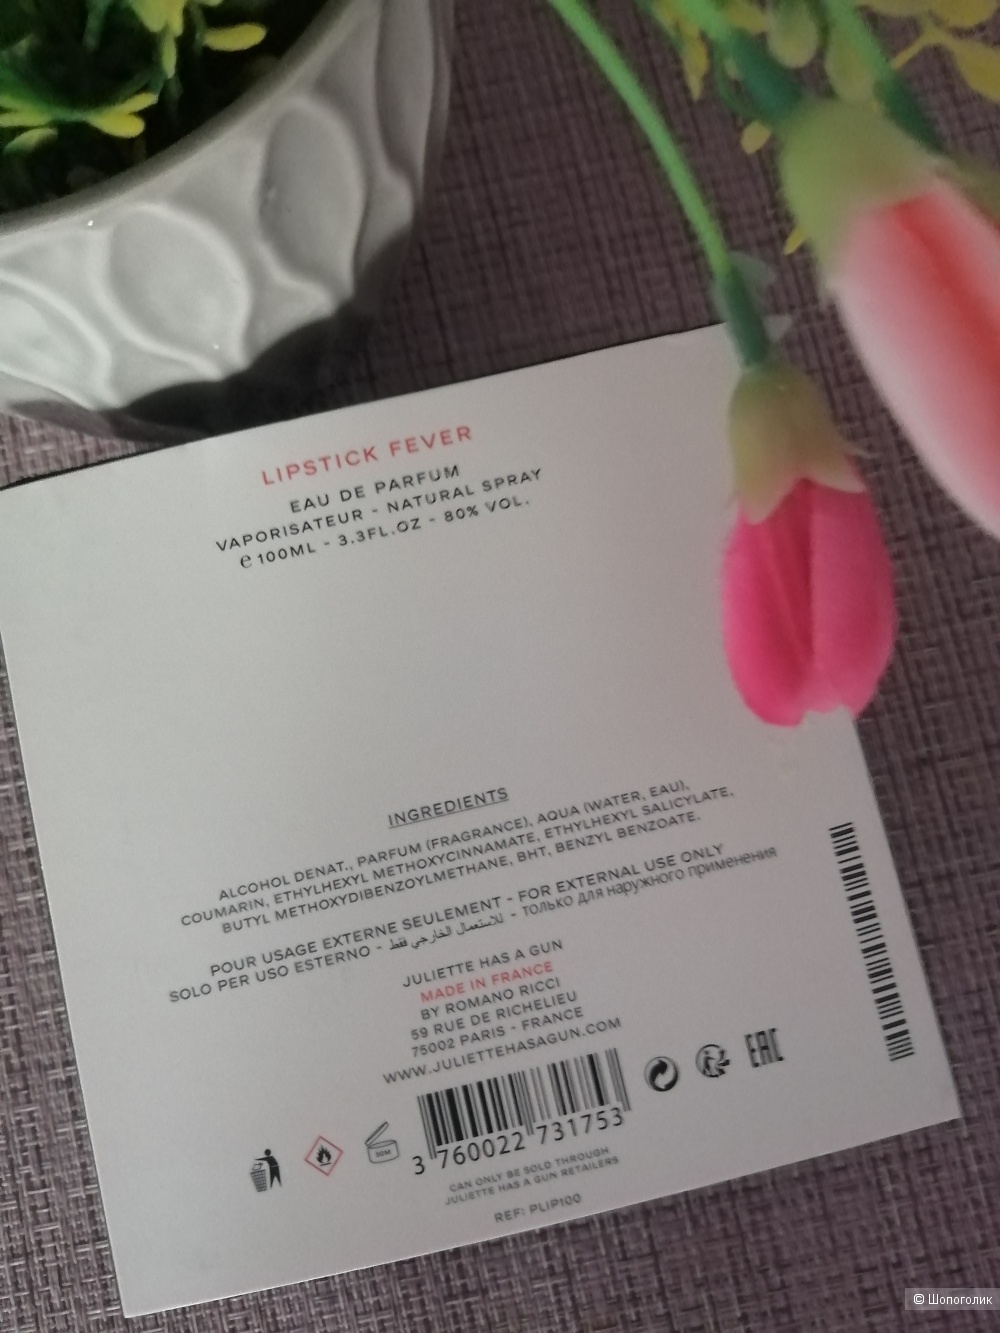 LIPSTICK FEVER
EAU DE PARFUM
VAPORISATEUR - NATURAL SPRAY
℮ 100ML - 3.3FL.OZ - 80% VOL.
INGREDIENTS
ALCOHOL DENAT., PARFUM (FRAGRANCE), AQUA (WATER, EAU),
COUMARIN, ETHYLHEXYL METHOXYCINNAMATE, ETHYLHEXYL SALICYLATE,
BUTYL METHOXYDIBENZOYLMETHANE, BHT, BENZYL BENZOATE.
POUR USAGE EXTERNE SEULEMENT - FOR EXTERNAL USE ONLY
SOLO PER USO ESTERNO - للاستعمال الخارجي فقط - только для наружного применения
JULIETTE HAS A GUN
MADE IN FRANCE
BY ROMANO RICCI
59 RUE DE RICHELIEU
75002 PARIS - FRANCE
WWW.JULIETTEHASAGUN.COM
30M
3 760022 731753
EAC
CAN ONLY BE SOLD THROUGH
JULIETTE HAS A GUN RETAILERS
REF: PLIP100
© Шопоголик